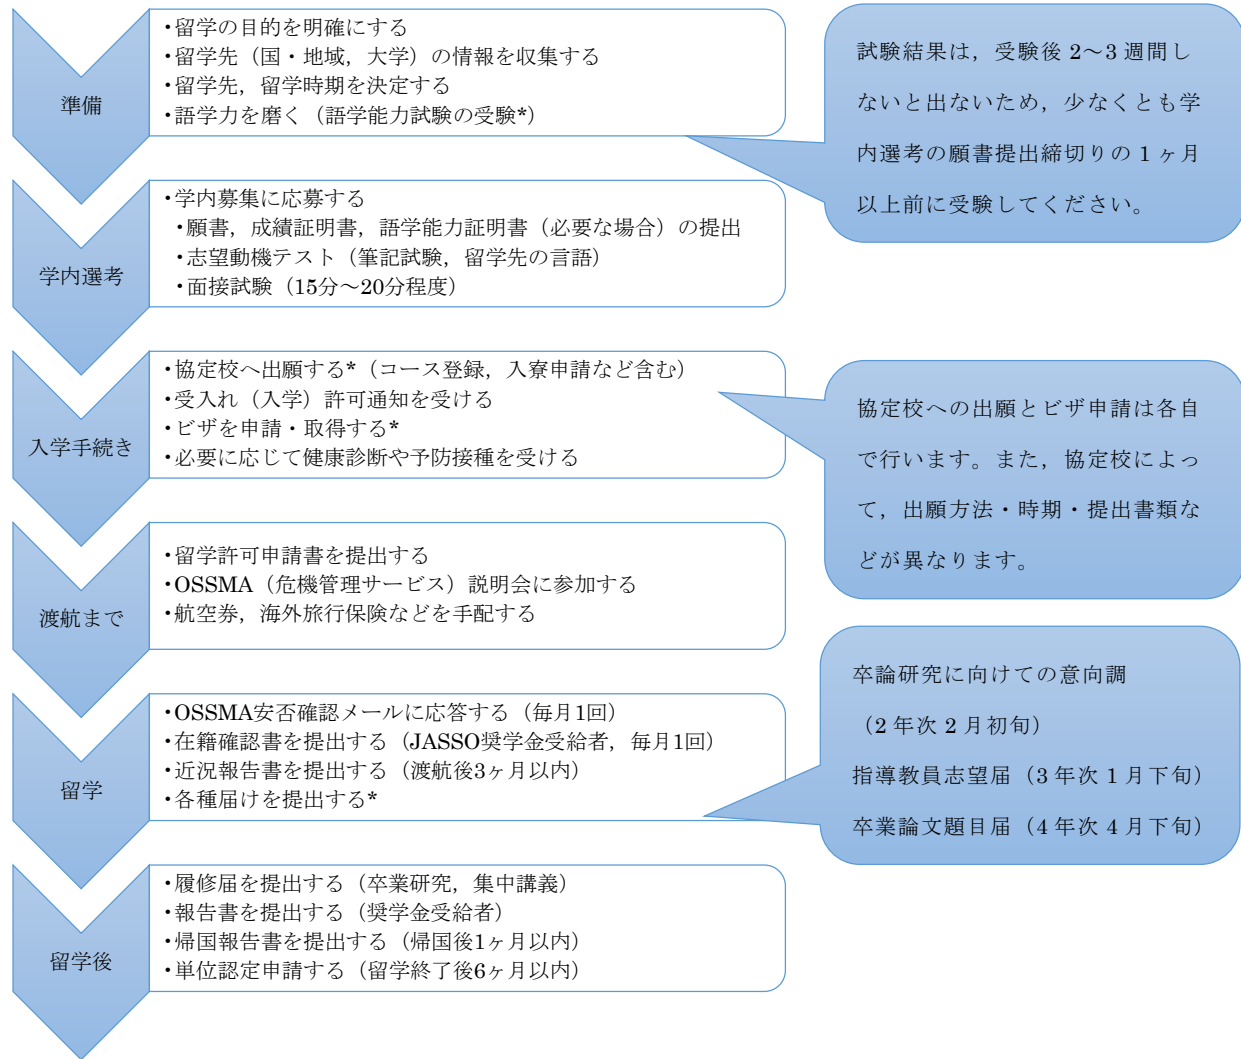 準備
・留学の目的を明確にする
・留学先（国・地域，大学）の情報を収集する
・留学先，留学時期を決定する
・語学力を磨く（語学能力試験の受験*）
試験結果は，受験後 2～3 週間し
ないと出ないため，少なくとも学
内選考の願書提出締切りの 1 ヶ月
以上前に受験してください。
学内選考
・学内募集に応募する
・願書，成績証明書，語学能力証明書（必要な場合）の提出
・志望動機テスト（筆記試験，留学先の言語）
・面接試験（15分～20分程度）
入学手続き
・協定校へ出願する*（コース登録，入寮申請など含む）
・受入れ（入学）許可通知を受ける
・ビザを申請・取得する*
・必要に応じて健康診断や予防接種を受ける
協定校への出願とビザ申請は各自
で行います。また，協定校によっ
て，出願方法・時期・提出書類な
どが異なります。
渡航まで
・留学許可申請書を提出する
・OSSMA（危機管理サービス）説明会に参加する
・航空券，海外旅行保険などを手配する
留学
・OSSMA安否確認メールに応答する（毎月1回）
・在籍確認書を提出する（JASSO奨学金受給者，毎月1回）
・近況報告書を提出する（渡航後3ヶ月以内）
・各種届けを提出する*
卒論研究に向けての意向調
（2 年次 2 月初旬）
指導教員志望届（3 年次 1 月下旬）
卒業論文題目届（4 年次 4 月下旬）
留学後
・履修届を提出する（卒業研究，集中講義）
・報告書を提出する（奨学金受給者）
・帰国報告書を提出する（帰国後1ヶ月以内）
・単位認定申請する（留学終了後6ヶ月以内）